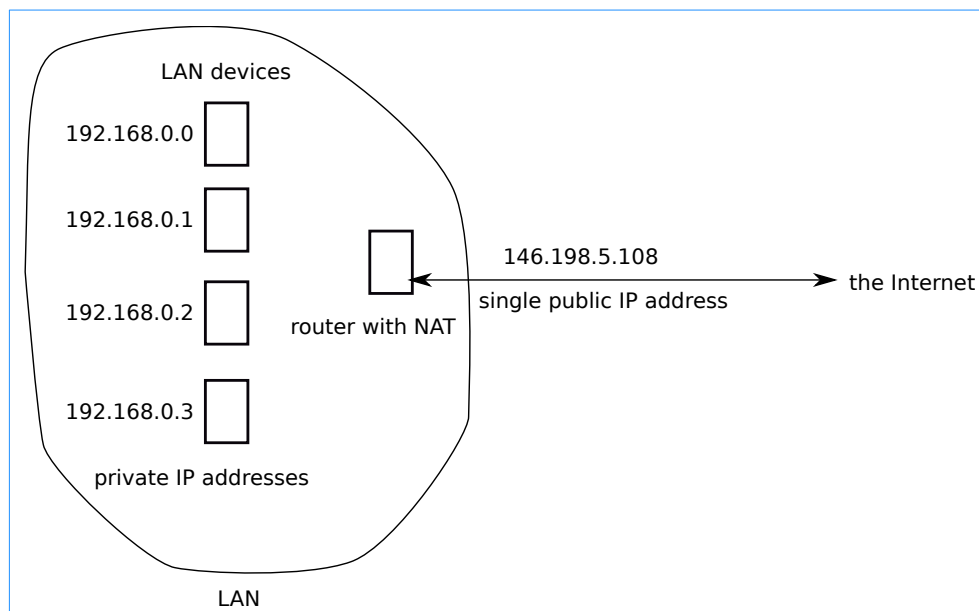 LAN devices
192.168.0.0
192.168.0.1
192.168.0.2
192.168.0.3
private IP addresses
router with NAT
146.198.5.108
single public IP address
the Internet
LAN